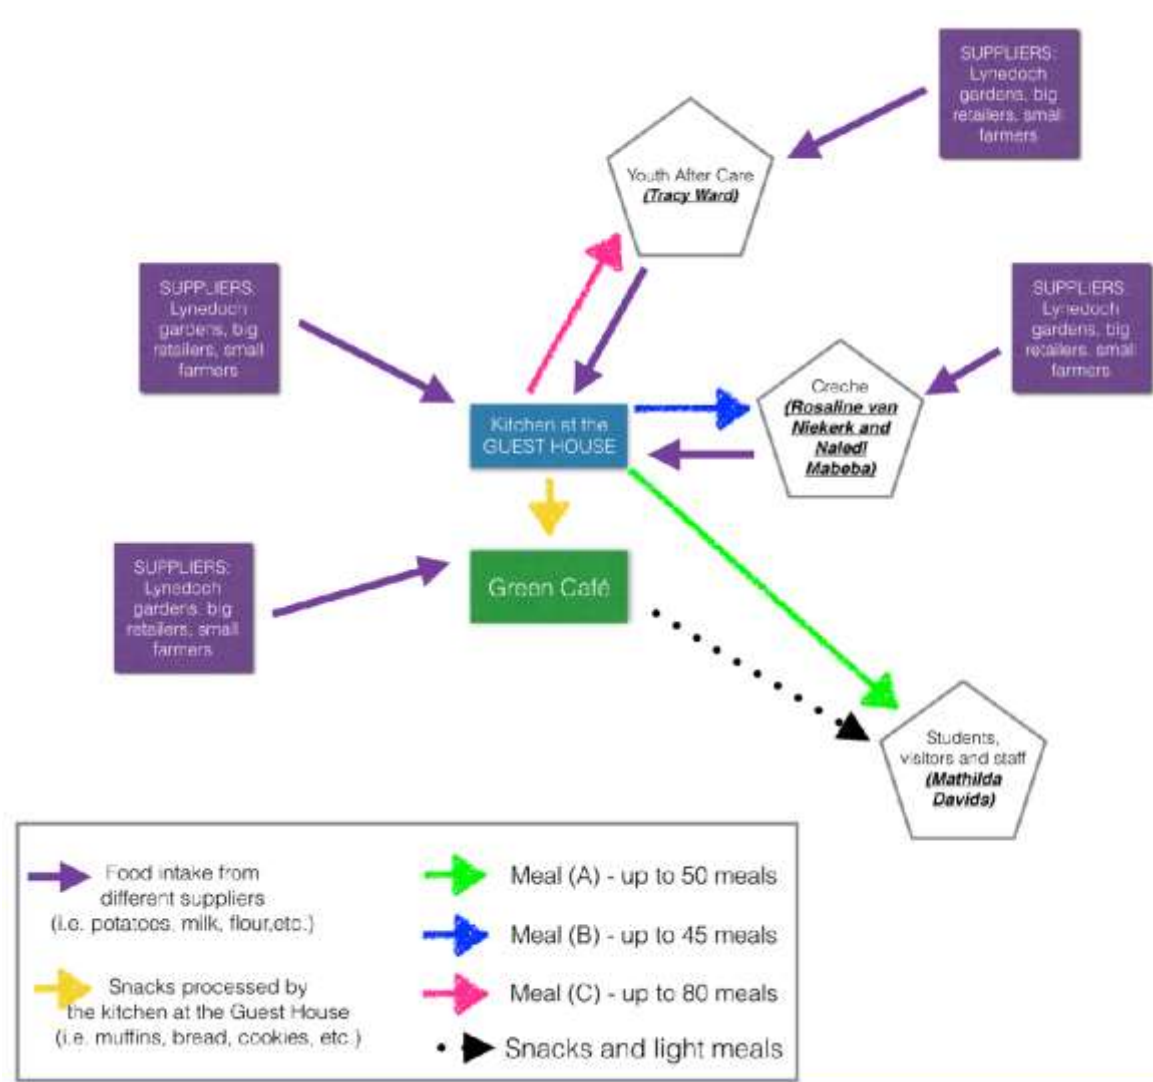 SUPPLIERS:
Lynedoch
gardens, big
retailers, small
farmers
Youth After Care
(Tracy Ward)
SUPPLIERS:
Lynedoch
gardens, big
retailers, small
farmers
SUPPLIERS:
Lynedoch
gardens, big
retailers, small
farmers
Creche
(Rosaline van
Niekerk and
Naledi
Mabeba)
Kitchen at the
GUEST HOUSE
SUPPLIERS:
Lynedoch
gardens, big
retailers, small
farmers
Green Café
Students,
visitors and staff
(Mathilda
Davids)
Food intake from
different suppliers
(i.e. potatoes, milk, flour,etc.)
Snacks processed by
the kitchen at the Guest House
(i.e. muffins, bread, cookies, etc.)
Meal (A) - up to 50 meals
Meal (B) - up to 45 meals
Meal (C) - up to 80 meals
Snacks and light meals